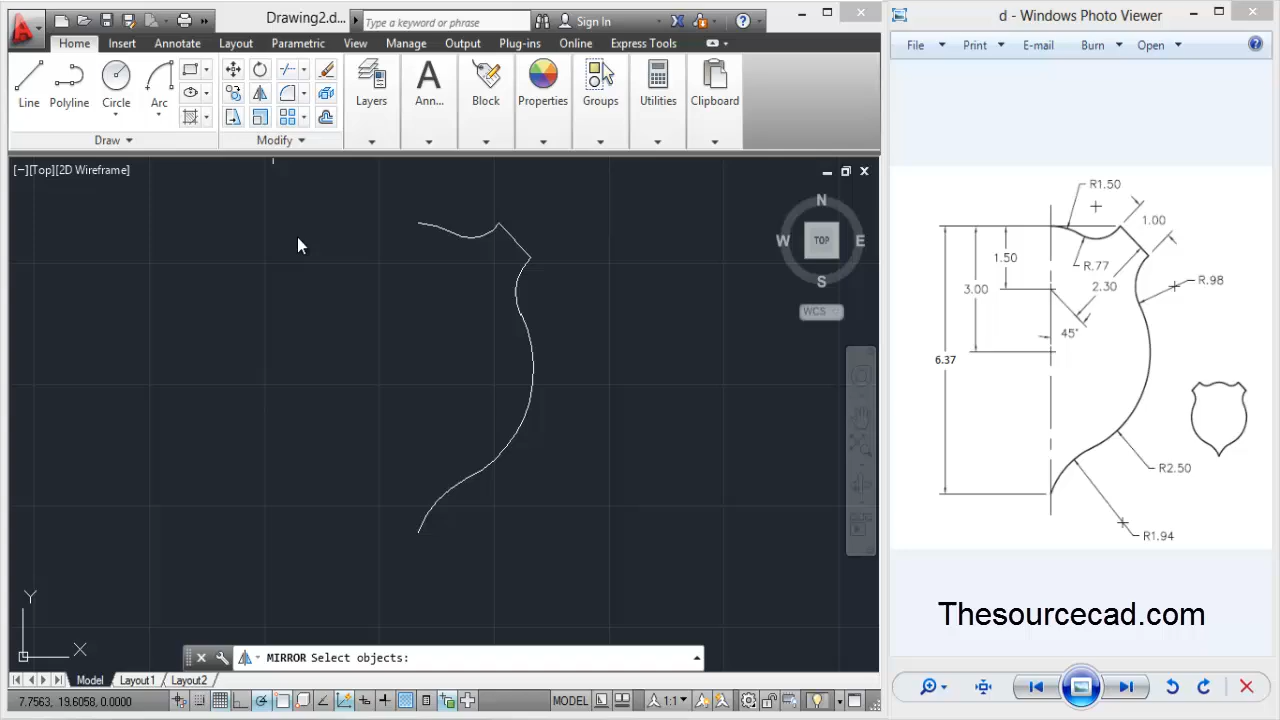 Drawing2.d...
Type a keyword or phrase
Sign In
Home Insert Annotate Layout Parametric View Manage Output Plug-ins Online Express Tools
Line Polyline Circle Arc
Layers Ann... Block Properties Groups Utilities Clipboard
Draw Modify
[−][Top][2D Wireframe]
N
W TOP E
S
WCS
Y
X
MIRROR Select objects:
Model Layout1 Layout2
7.7563, 19.6058, 0.0000
MODEL 1:1
d - Windows Photo Viewer
File Print E-mail Burn Open
R1.50
1.00
1.50
R.77
2.30
R.98
3.00
45°
6.37
R2.50
R1.94
Thesourcecad.com